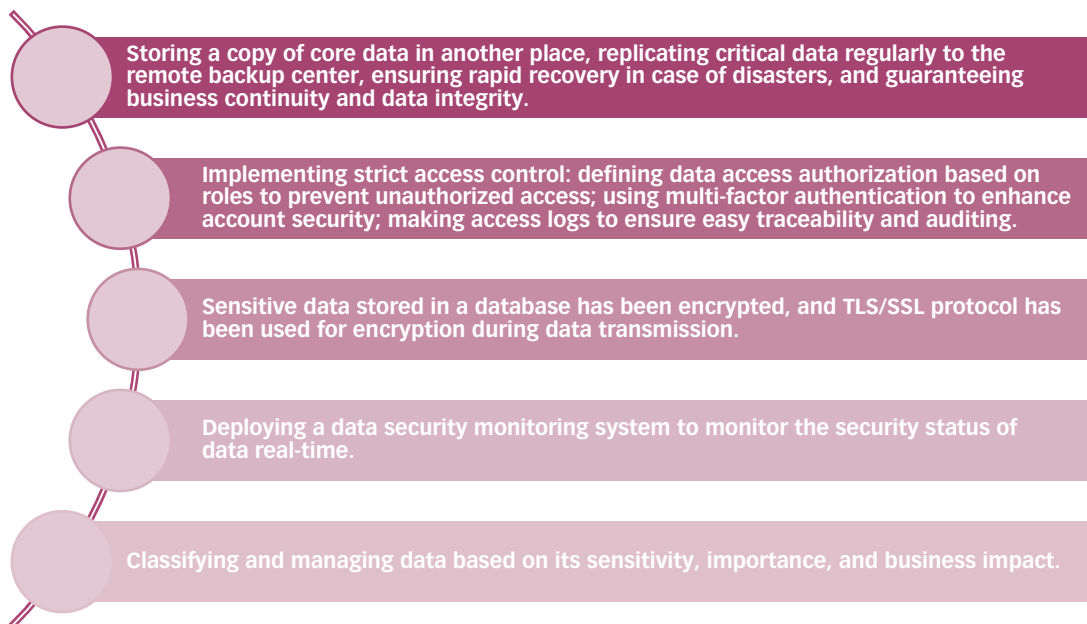 Storing a copy of core data in another place, replicating critical data regularly to the
remote backup center, ensuring rapid recovery in case of disasters, and guaranteeing
business continuity and data integrity.
Implementing strict access control: defining data access authorization based on
roles to prevent unauthorized access; using multi-factor authentication to enhance
account security; making access logs to ensure easy traceability and auditing.
Sensitive data stored in a database has been encrypted, and TLS/SSL protocol has
been used for encryption during data transmission.
Deploying a data security monitoring system to monitor the security status of
data real-time.
Classifying and managing data based on its sensitivity, importance, and business impact.